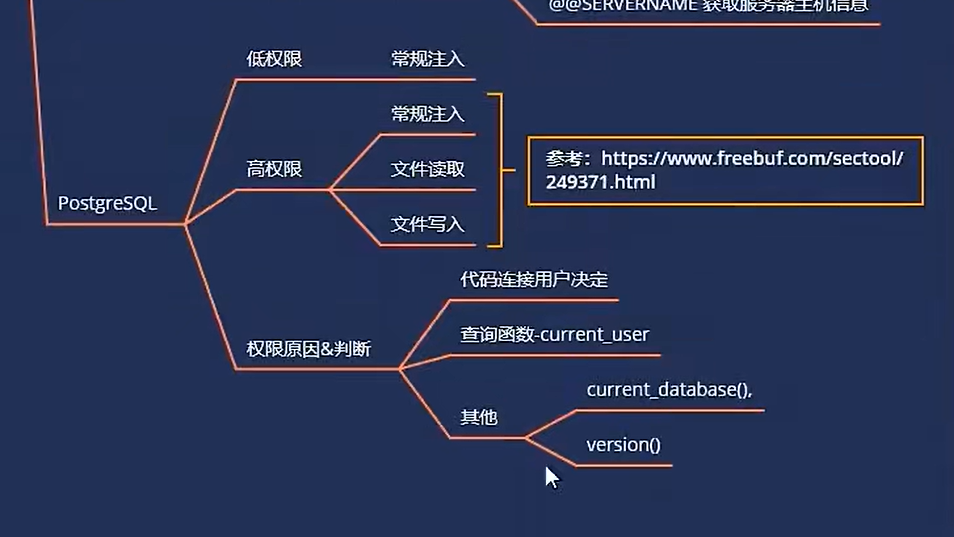 @@SERVERNAME 获取服务器主机信息
低权限
常规注入
常规注入
高权限
文件读取
文件写入
参考：https://www.freebuf.com/sectool/
249371.html
PostgreSQL
代码连接用户决定
查询函数-current_user
权限原因&判断
current_database(),
其他
version()